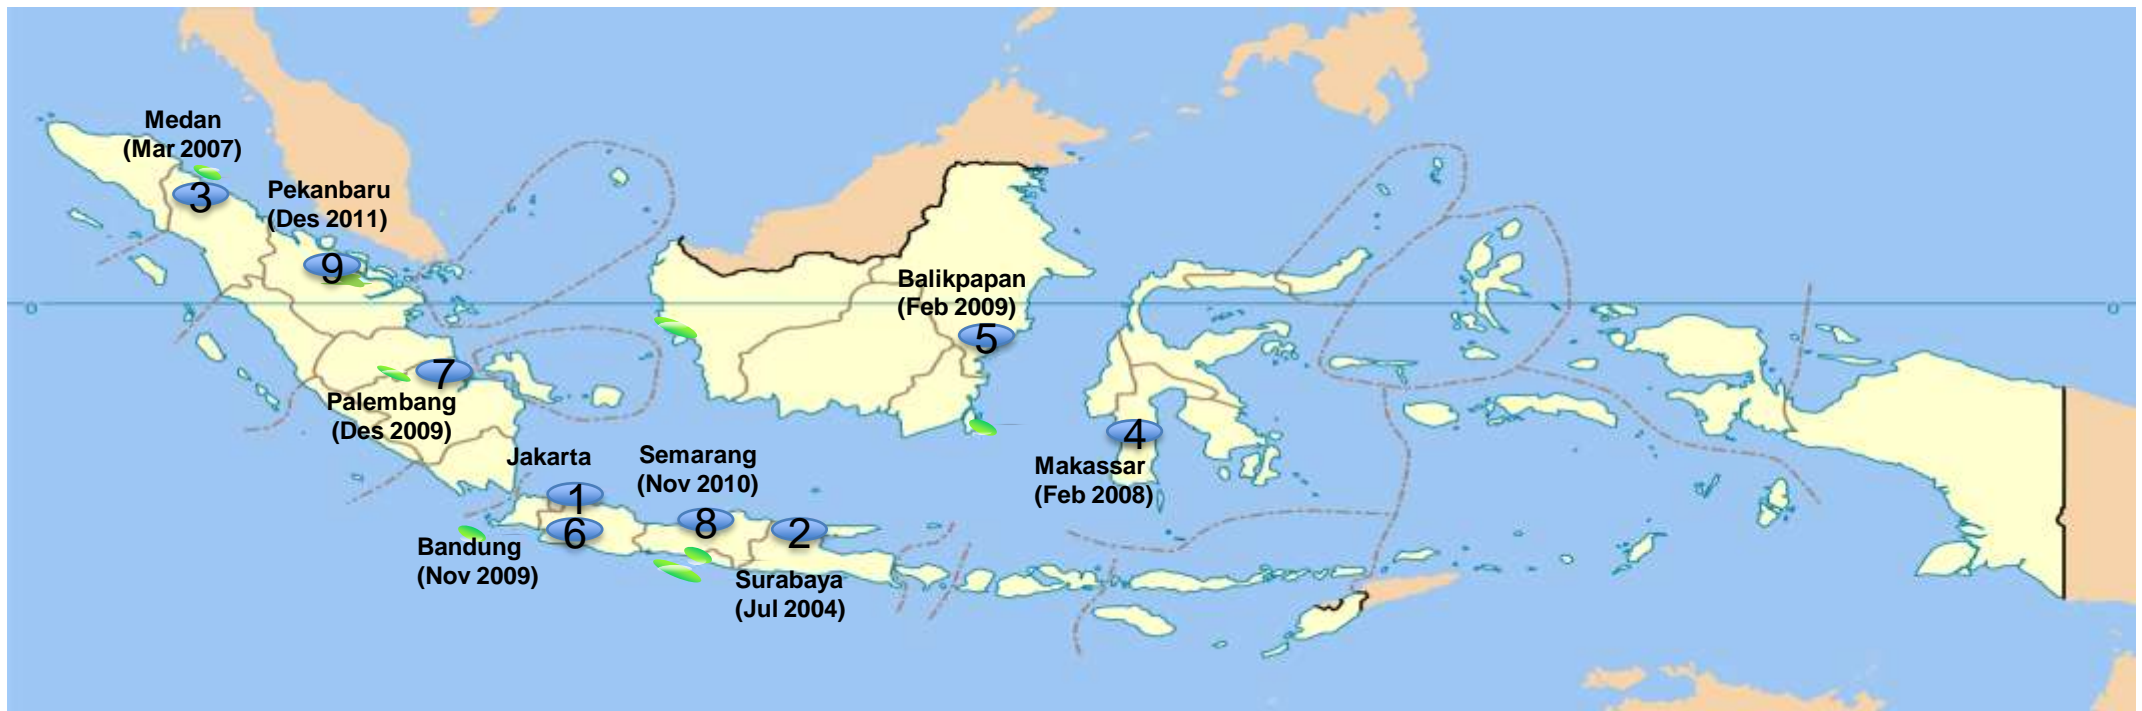 Medan
(Mar 2007)
3
Pekanbaru
(Des 2011)
9
Balikpapan
(Feb 2009)
5
0
0
7
Palembang
(Des 2009)
4
Makassar
(Feb 2008)
Jakarta
1
Semarang
(Nov 2010)
8
2
6
Bandung
(Nov 2009)
Surabaya
(Jul 2004)